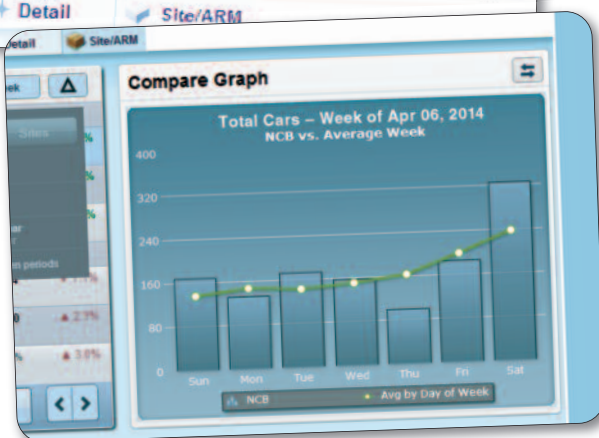 Detail Site/ARM
Detail Site/ARM
Compare Graph
Sites
%
%
%
n periods
2.3%
3.8%
Total Cars – Week of Apr 06, 2014
NCB vs. Average Week
400
320
240
160
80
0
Sun Mon Tue Wed Thu Fri Sat
NCB Avg by Day of Week